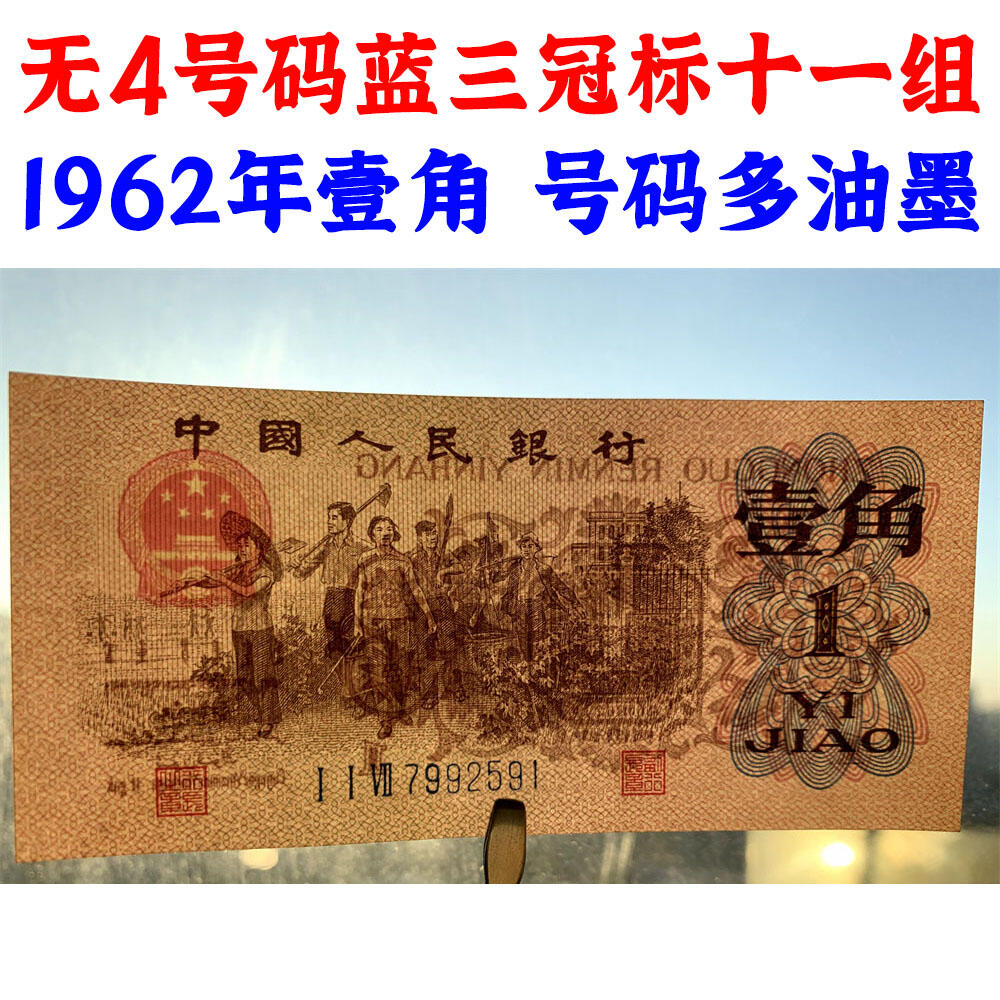 无4号码蓝三冠标十一组
1962年壹角 号码多油墨
中國人民銀行
壹角
1
YI
JIAO
I I VII 7992591